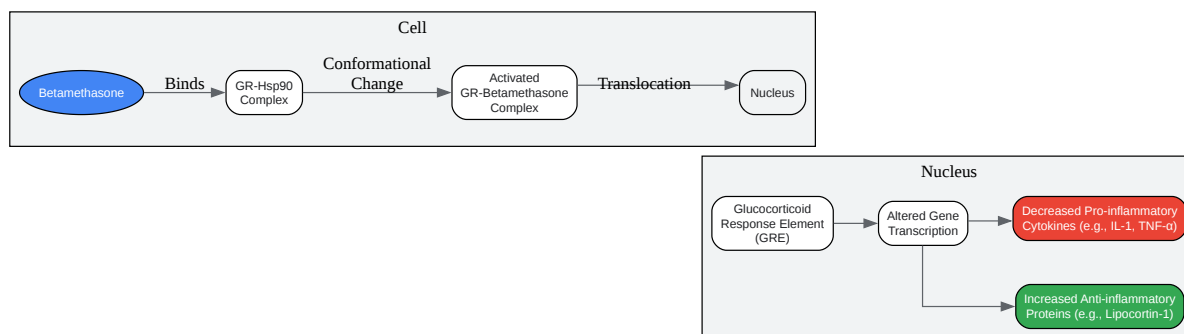 Cell
Betamethasone
Binds
GR-Hsp90
Complex
Conformational
Change
Activated
GR-Betamethasone
Complex
Translocation
Nucleus
Nucleus
Glucocorticoid
Response Element
(GRE)
Altered Gene
Transcription
Decreased Pro-inflammatory
Cytokines (e.g., IL-1, TNF-α)
Increased Anti-inflammatory
Proteins (e.g., Lipocortin-1)